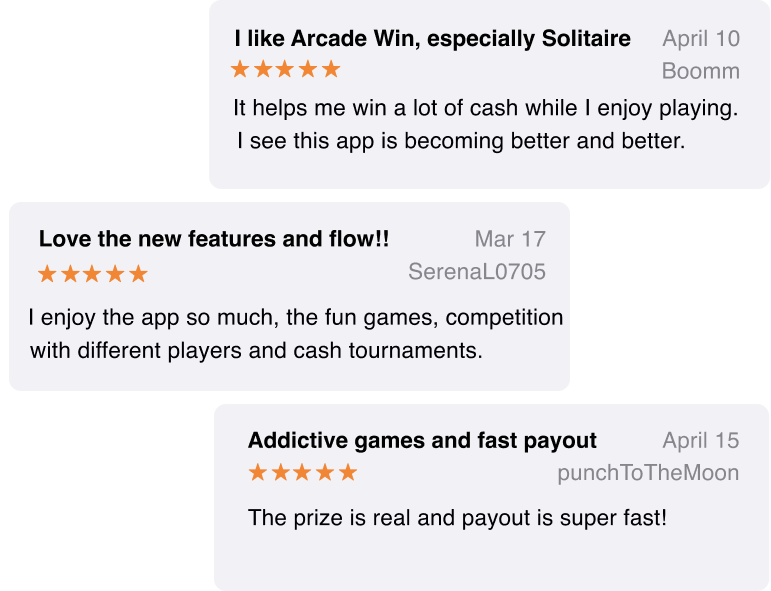 I like Arcade Win, especially Solitaire April 10
Boomm
It helps me win a lot of cash while I enjoy playing.
I see this app is becoming better and better.
Love the new features and flow!! Mar 17
SerenaL0705
I enjoy the app so much, the fun games, competition
with different players and cash tournaments.
Addictive games and fast payout April 15
punchToTheMoon
The prize is real and payout is super fast!